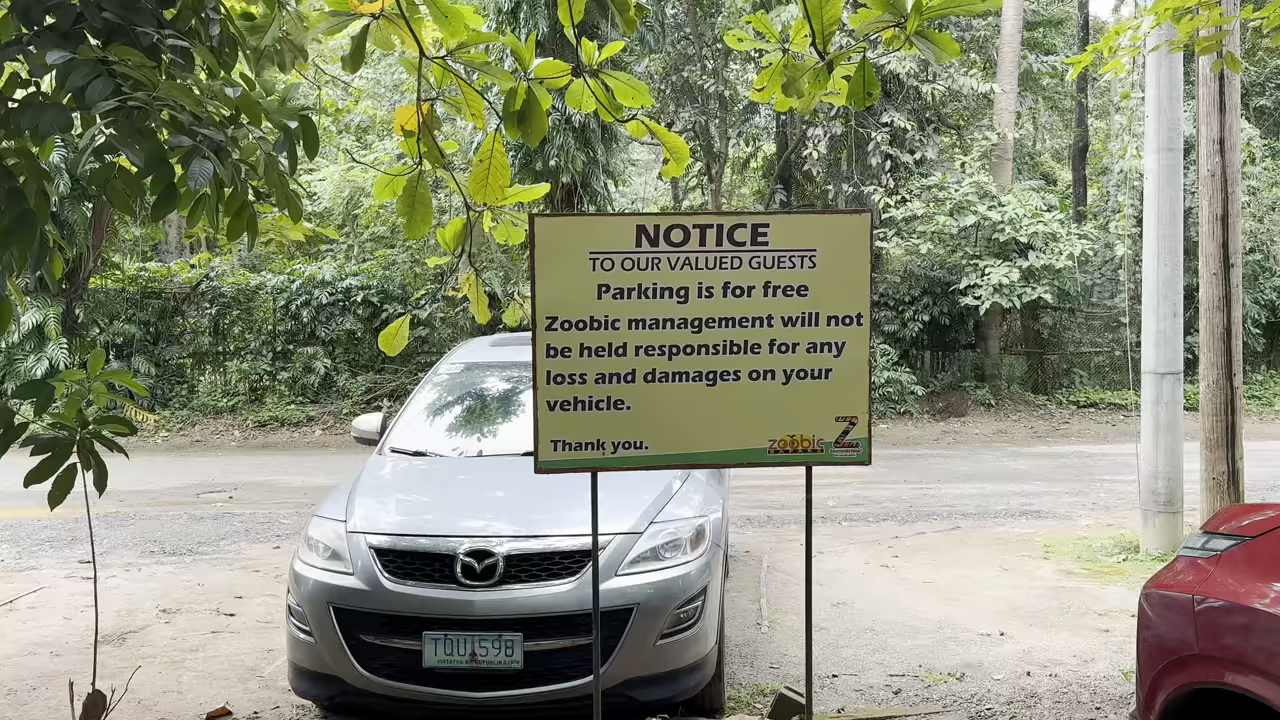 NOTICE
TO OUR VALUED GUESTS
Parking is for free
Zoobic management will not
be held responsible for any
loss and damages on your
vehicle.
Thank you.
zoobic
TQU 598